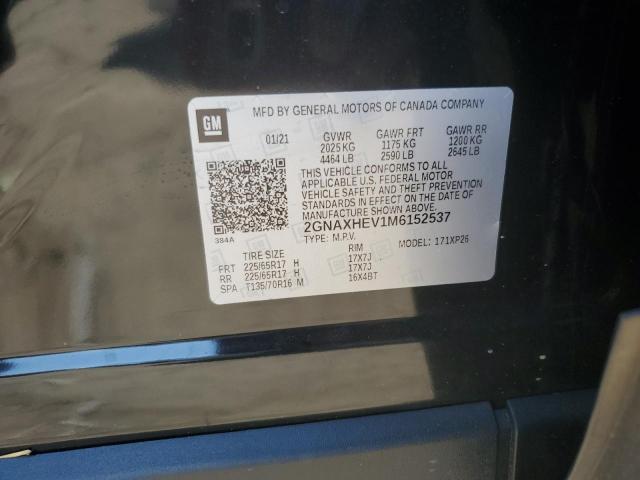 GM
MFD BY GENERAL MOTORS OF CANADA COMPANY
01/21 GVWR GAWR FRT GAWR RR
2025 KG 1175 KG 1200 KG
4464 LB 2590 LB 2645 LB
THIS VEHICLE CONFORMS TO ALL
APPLICABLE U.S. FEDERAL MOTOR
VEHICLE SAFETY AND THEFT PREVENTION
STANDARDS IN EFFECT ON THE DATE OF
MANUFACTURE SHOWN ABOVE.
2GNAXHEV1M6152537
384A
TYPE: M.P.V. MODEL: 171XP26
TIRE SIZE RIM
FRT 225/65R17 H 17X7J
RR 225/65R17 H 17X7J
SPA T135/70R16 M 16X4BT